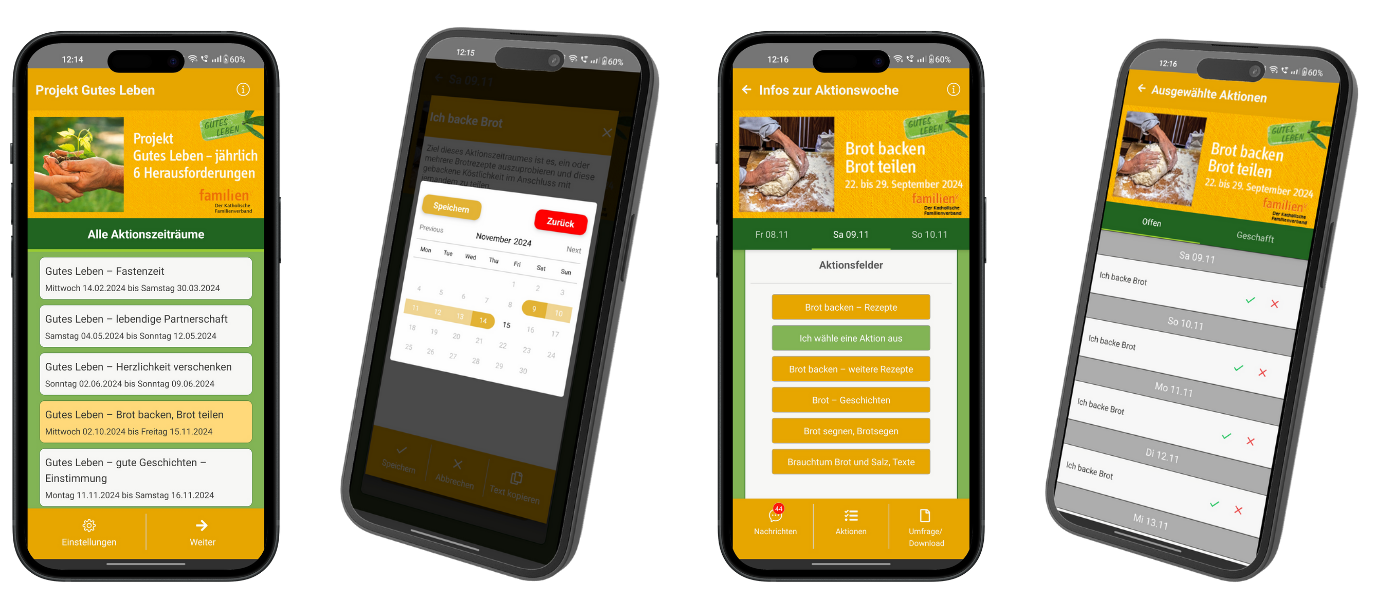 12:14
60%
Projekt Gutes Leben
GUTES
LEBEN
Projekt
Gutes Leben – jährlich
6 Herausforderungen
familien
Der Katholische
Familienverband
Alle Aktionszeiträume
Gutes Leben – Fastenzeit
Mittwoch 14.02.2024 bis Samstag 30.03.2024
Gutes Leben – lebendige Partnerschaft
Samstag 04.05.2024 bis Sonntag 12.05.2024
Gutes Leben – Herzlichkeit verschenken
Sonntag 02.06.2024 bis Sonntag 09.06.2024
Gutes Leben – Brot backen, Brot teilen
Mittwoch 02.10.2024 bis Freitag 15.11.2024
Gutes Leben – gute Geschichten –
Einstimmung
Montag 11.11.2024 bis Samstag 16.11.2024
Einstellungen
Weiter
12:15
60%
Sa 09.11
Ich backe Brot
Ziel dieses Aktionszeitraumes ist es, ein oder
mehrere Brotrezepte auszuprobieren und diese
gebackene Köstlichkeit im Anschluss mit
jemandem zu teilen
Speichern
Zurück
Previous
November 2024
Next
Mon Tue Wed Thu Fri Sat Sun
1 2 3
4 5 6 7 8 9 10
11 12 13 14 15 16 17
18 19 20 21 22 23 24
25 26 27 28 29 30
Speichern
Abbrechen
Text kopieren
12:16
60%
Infos zur Aktionswoche
GUTES
LEBEN
Brot backen
Brot teilen
22. bis 29. September 2024
familien
Der Katholische
Familienverband
Fr 08.11
Sa 09.11
So 10.11
Aktionsfelder
Brot backen – Rezepte
Ich wähle eine Aktion aus
Brot backen – weitere Rezepte
Brot – Geschichten
Brot segnen, Brotsegen
Brauchtum Brot und Salz, Texte
44
Nachrichten
Aktionen
Umfrage/
Download
12:16
60%
Ausgewählte Aktionen
GUTES
LEBEN
Brot backen
Brot teilen
22. bis 29. September 2024
familien
Der Katholische
Familienverband
Offen
Geschafft
Sa 09.11
Ich backe Brot
So 10.11
Ich backe Brot
Mo 11.11
Ich backe Brot
Di 12.11
Ich backe Brot
Mi 13.11